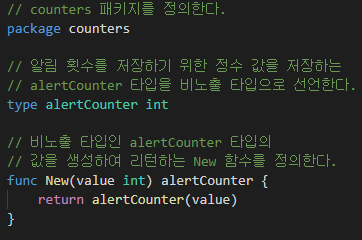 // counters 패키지를 정의한다.
package counters
// 알림 횟수를 저장하기 위한 정수 값을 저장하는
// alertCounter 타입을 비노출 타입으로 선언한다.
type alertCounter int
// 비노출 타입인 alertCounter 타입의
// 값을 생성하여 리턴하는 New 함수를 정의한다.
func New(value int) alertCounter {
    return alertCounter(value)
}